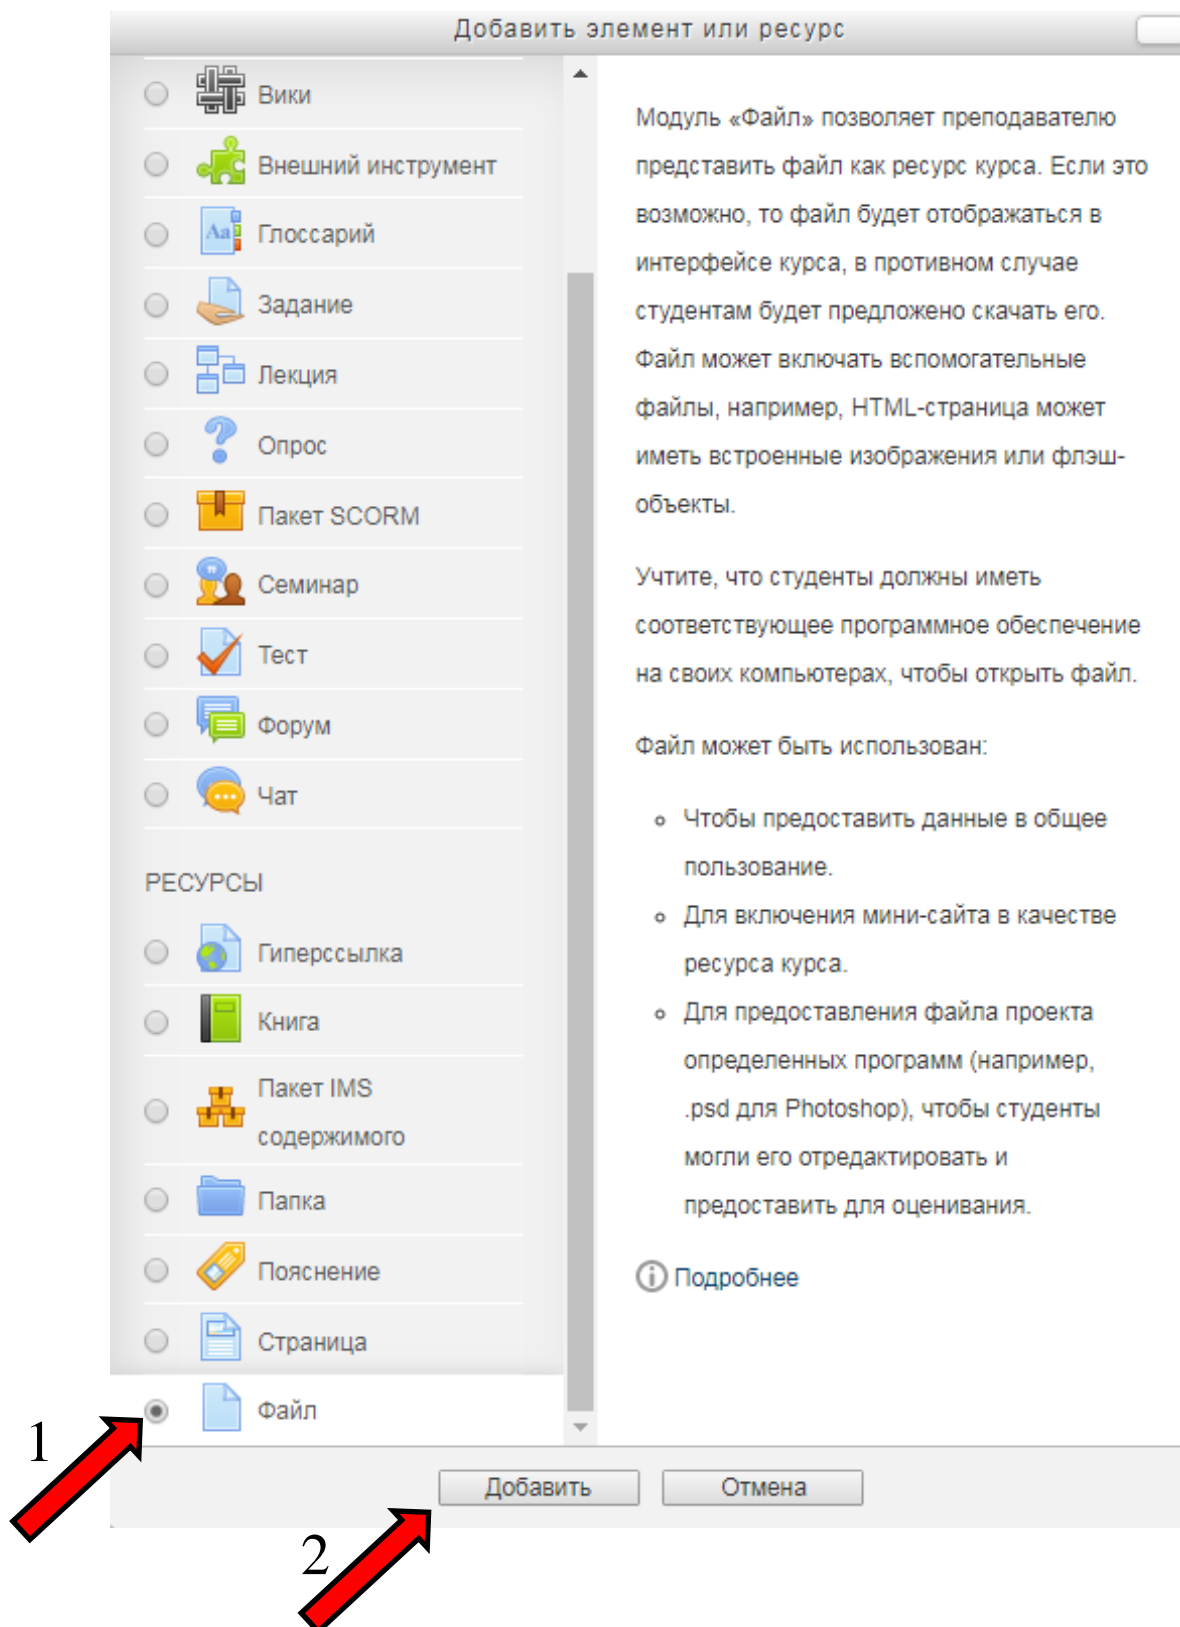 Добавить элемент или ресурс
Вики
Внешний инструмент
Глоссарий
Задание
Лекция
Опрос
Пакет SCORM
Семинар
Тест
Форум
Чат
РЕСУРСЫ
Гиперссылка
Книга
Пакет IMS
содержимого
Папка
Пояснение
Страница
Файл
Модуль «Файл» позволяет преподавателю
представить файл как ресурс курса. Если это
возможно, то файл будет отображаться в
интерфейсе курса, в противном случае
студентам будет предложено скачать его.
Файл может включать вспомогательные
файлы, например, HTML-страница может
иметь встроенные изображения или флэш-
объекты.
Учтите, что студенты должны иметь
соответствующее программное обеспечение
на своих компьютерах, чтобы открыть файл.
Файл может быть использован:
Чтобы предоставить данные в общее
пользование.
Для включения мини-сайта в качестве
ресурса курса.
Для предоставления файла проекта
определенных программ (например,
.psd для Photoshop), чтобы студенты
могли его отредактировать и
предоставить для оценивания.
Подробнее
1
Добавить
Отмена
2